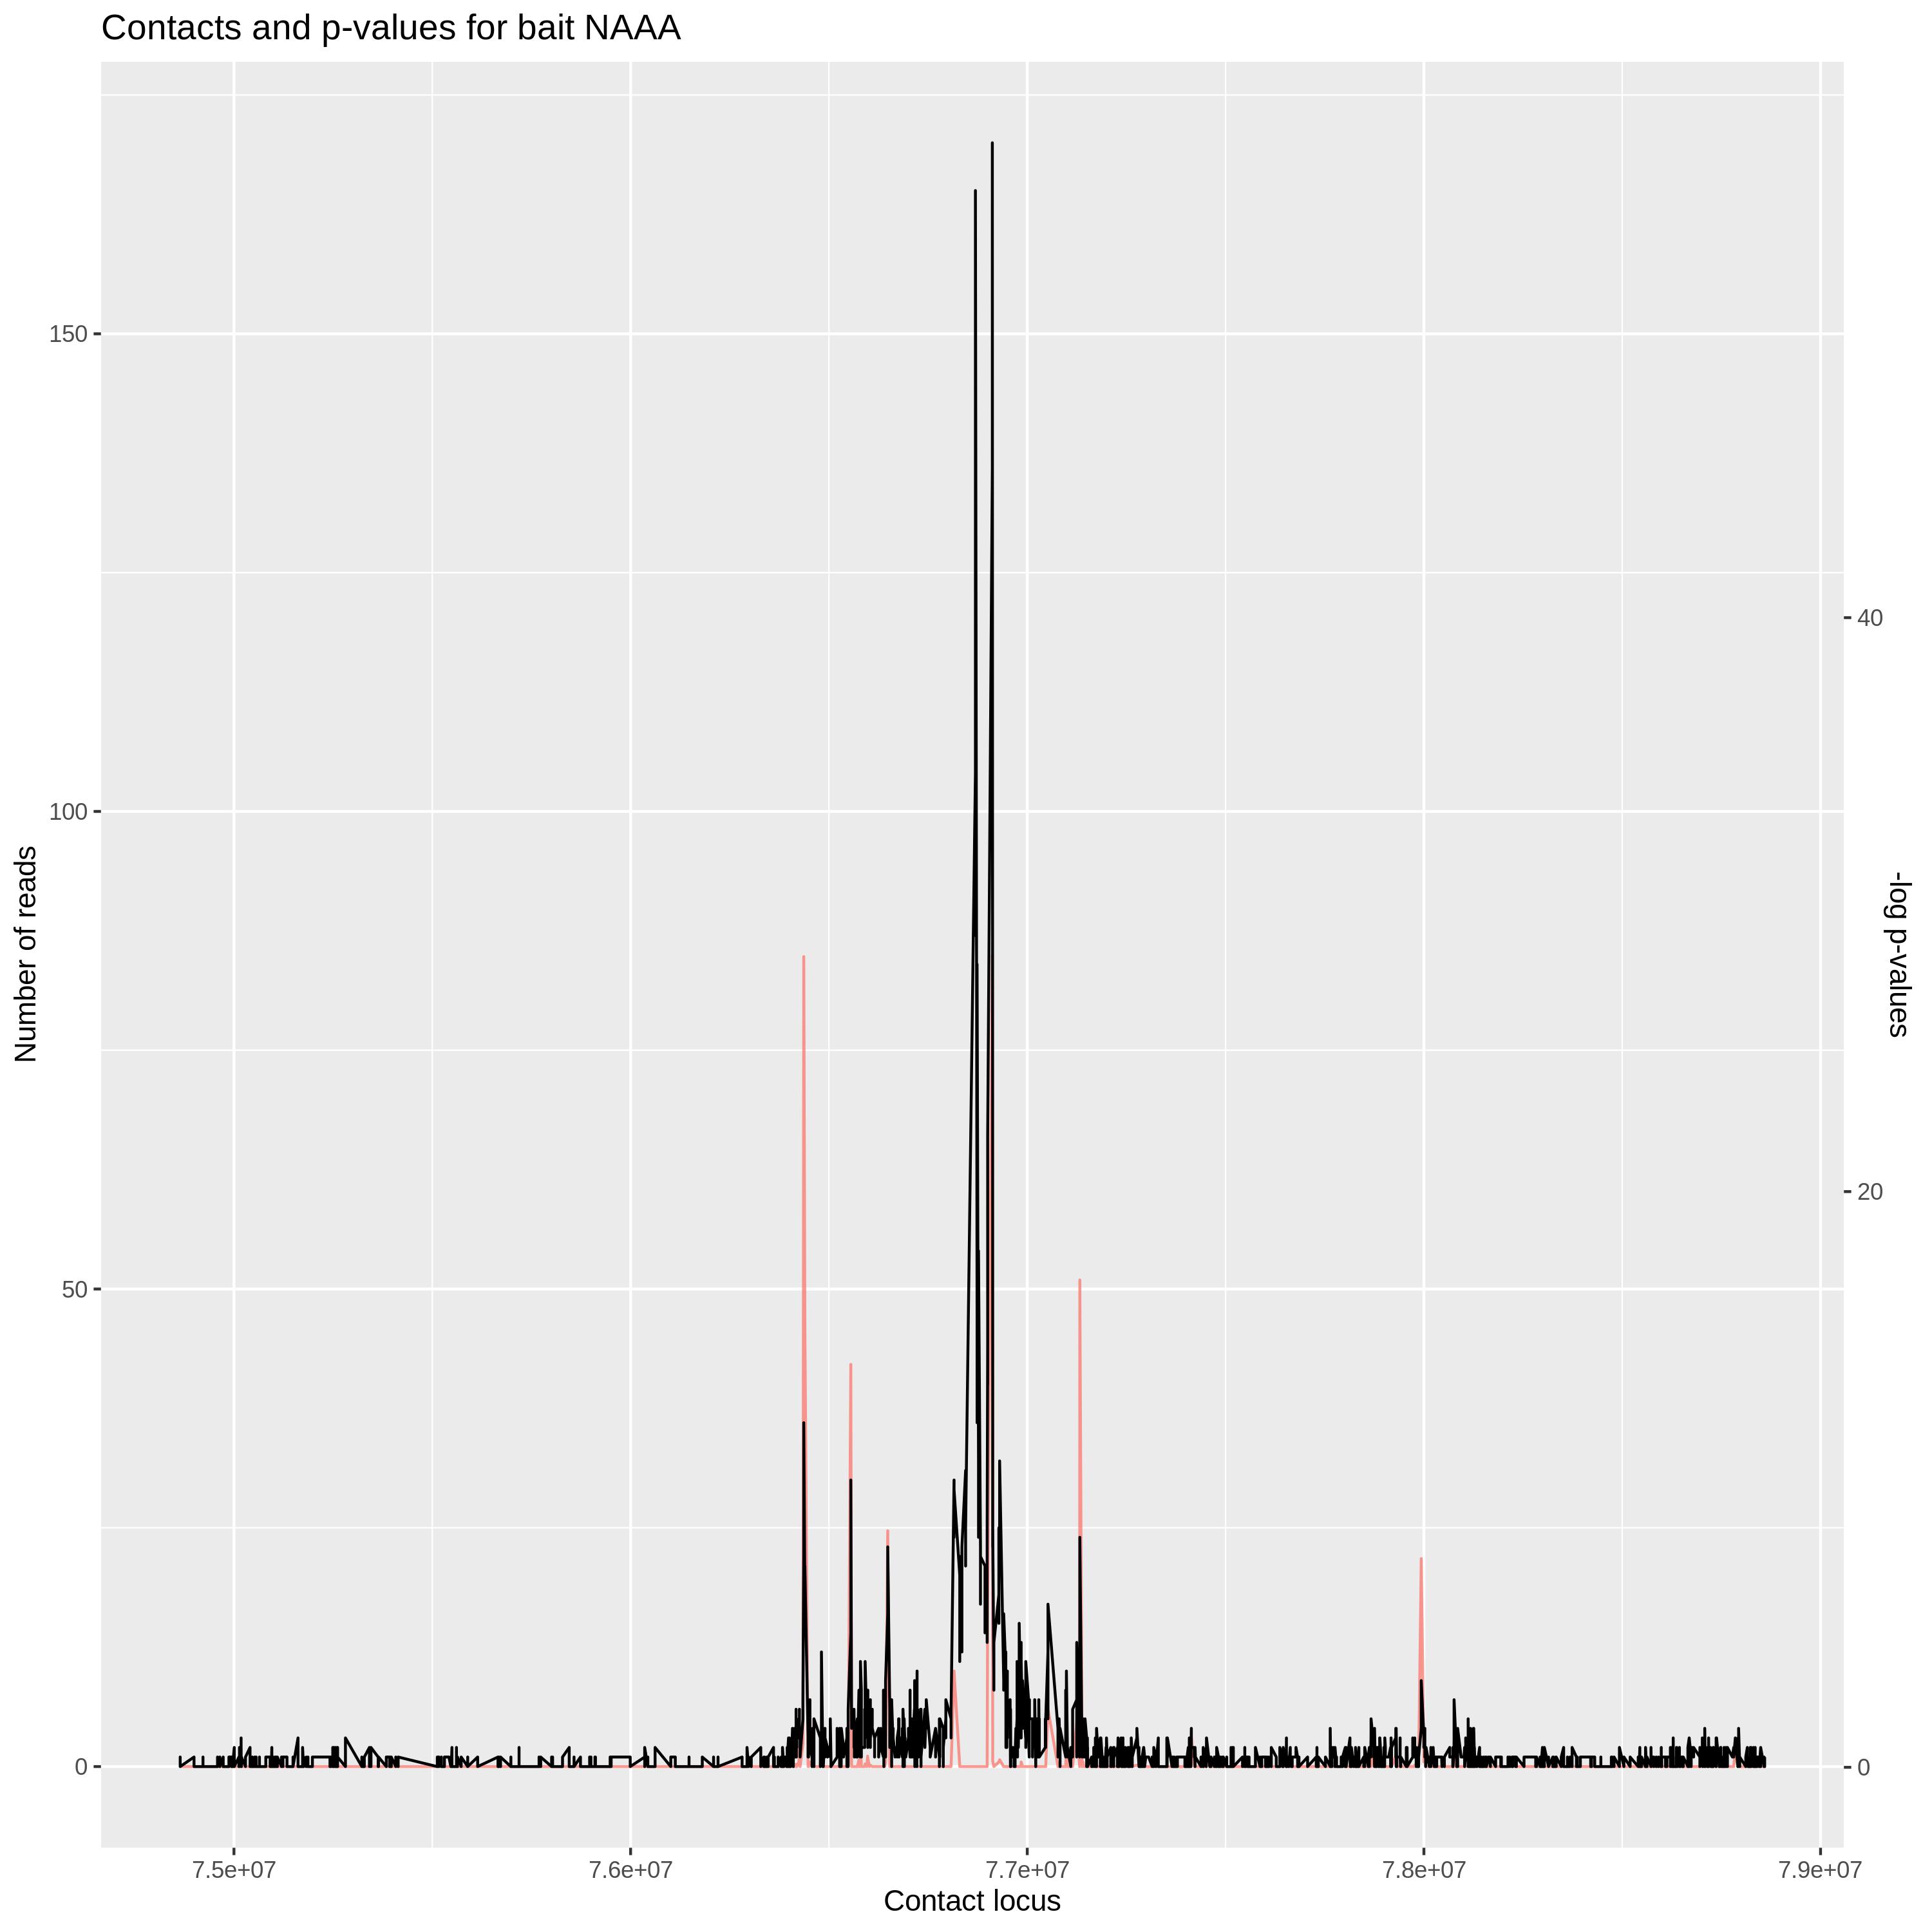 Contacts and p-values for bait NAAA
150
100
50
0
Number of reads
40
20
0
-log p-values
7.5e+07
7.6e+07
7.7e+07
7.8e+07
7.9e+07
Contact locus